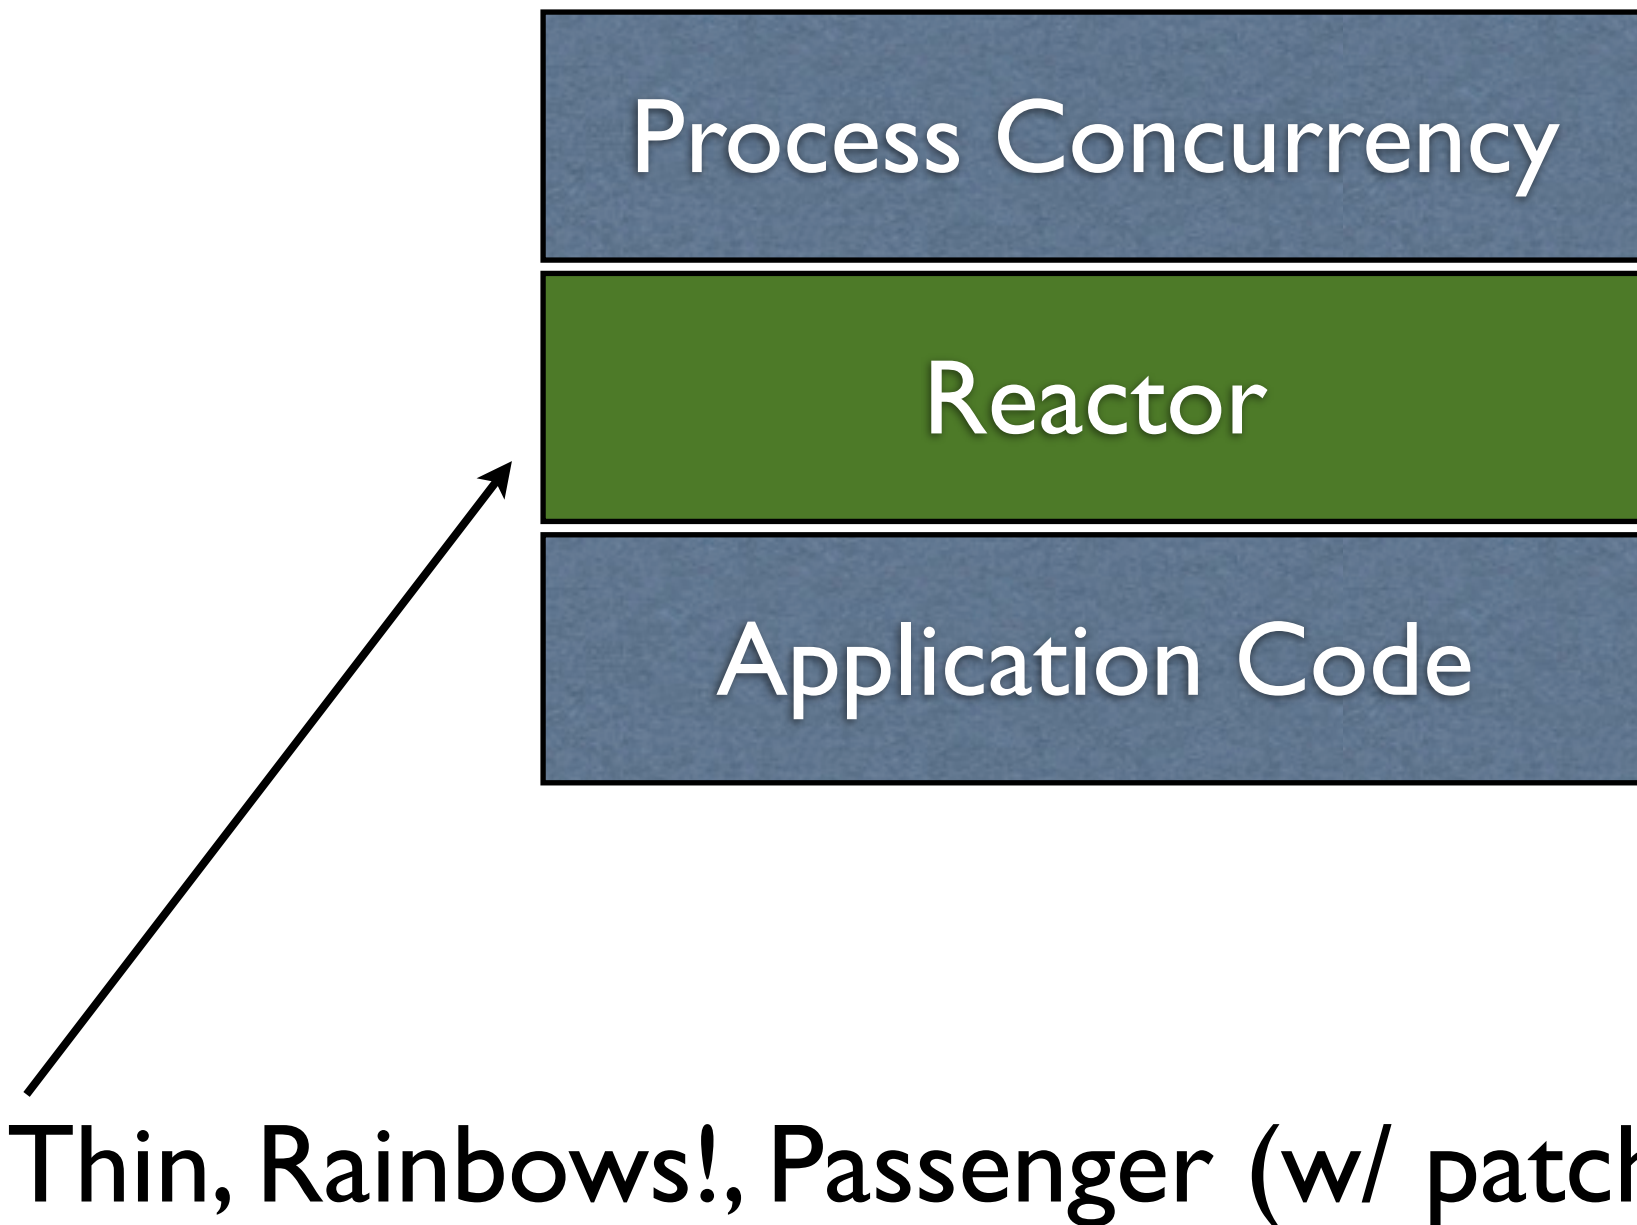 Process Concurrency
Reactor
Application Code
Thin, Rainbows!, Passenger (w/ patch